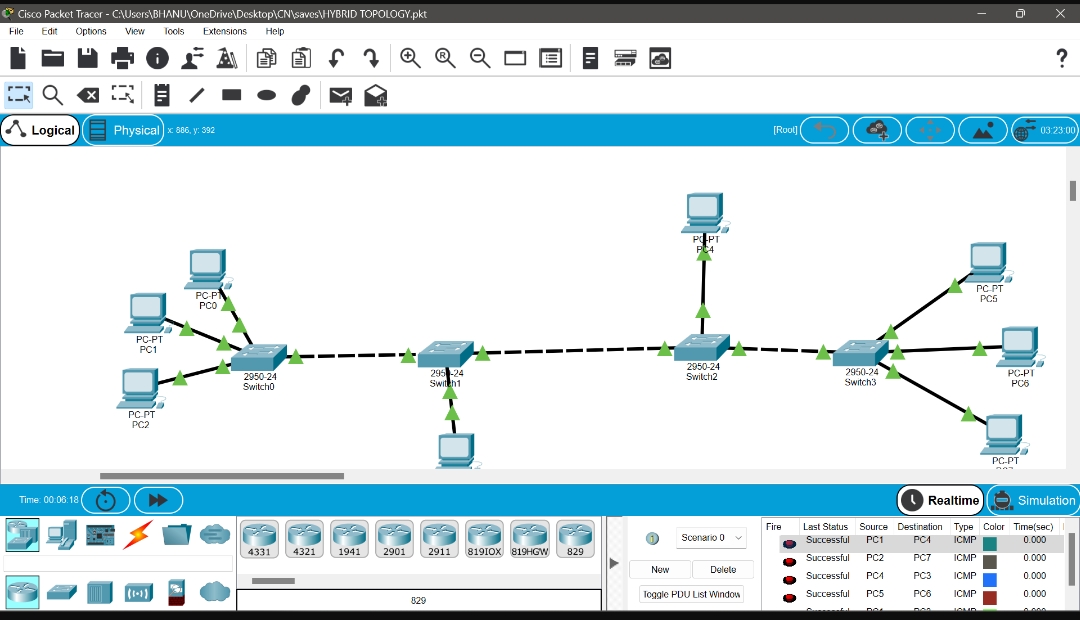 Cisco Packet Tracer - C:\Users\BHANU\OneDrive\Desktop\CN\saves\HYBRID TOPOLOGY.pkt
File Edit Options View Tools Extensions Help
Logical Physical x: 886, y: 392 [Root] 03:23:00
PC-PT
PC4
PC-PT
PC0
PC-PT
PC5
PC-PT
PC1
2950-24
Switch0
2950-24
Switch1
2950-24
Switch2
2950-24
Switch3
PC-PT
PC6
PC-PT
PC2
PC-PT
Time: 00:06:18 Realtime Simulation
4331 4321 1941 2901 2911 819IOX 819HGW 829
829
Scenario 0
New Delete
Toggle PDU List Window
Fire Last Status Source Destination Type Color Time(sec)
Successful PC1 PC4 ICMP 0.000
Successful PC2 PC7 ICMP 0.000
Successful PC4 PC3 ICMP 0.000
Successful PC5 PC6 ICMP 0.000